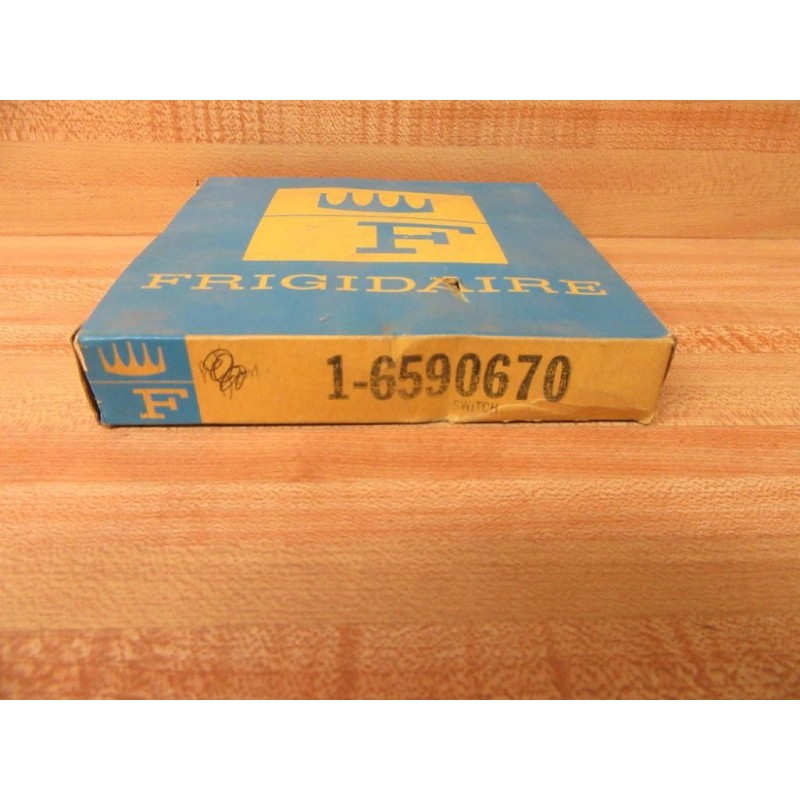 F
FRIGIDAIRE
F
1-6590670
SWITCH